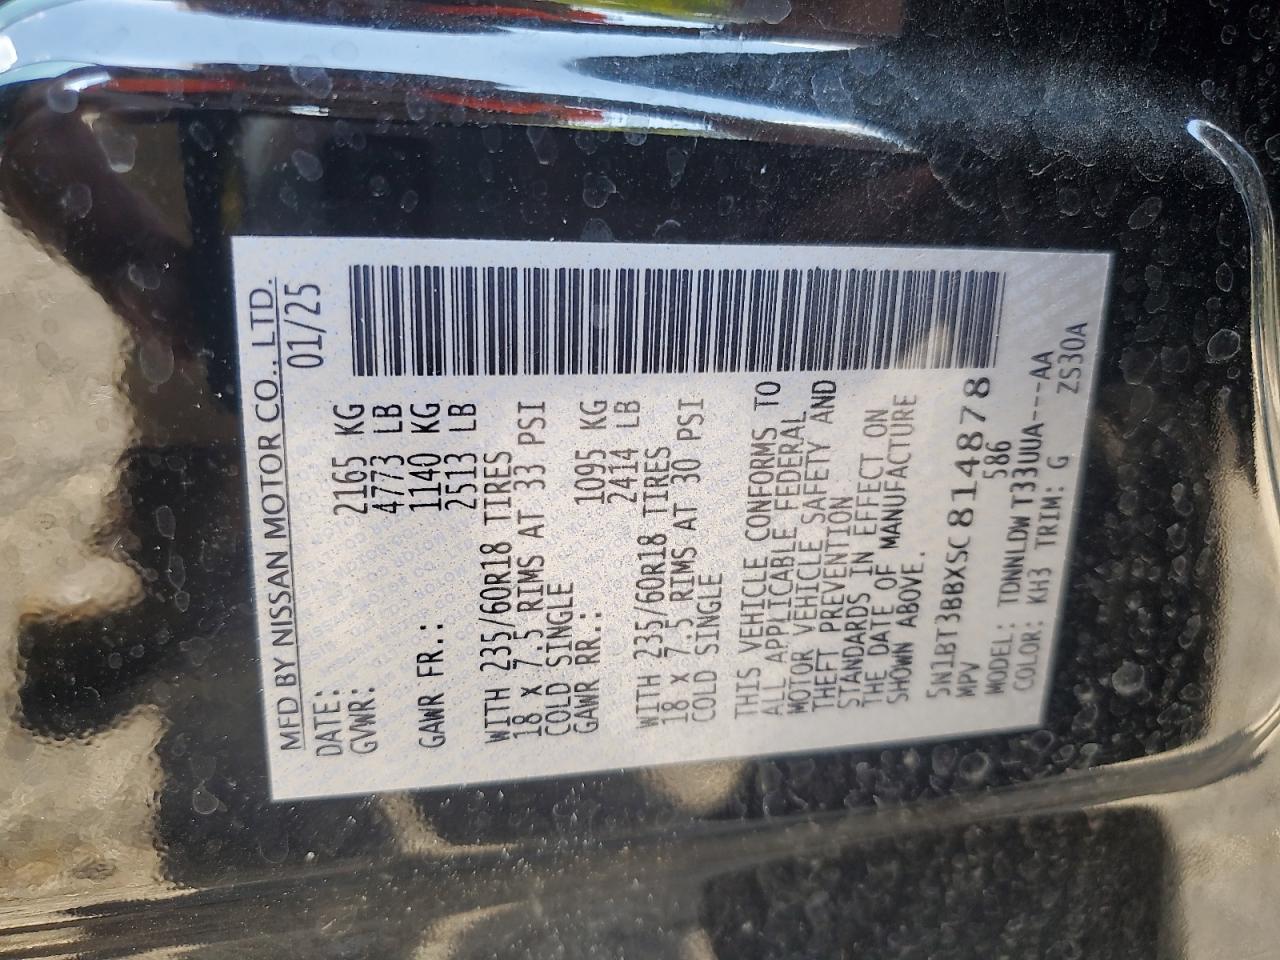 MFD BY NISSAN MOTOR CO., LTD.
DATE: 01/25
GVWR: 2165 KG
4773 LB
GAWR FR.: 1140 KG
2513 LB
WITH 235/60R18 TIRES
18 x 7.5 RIMS AT 33 PSI
COLD SINGLE
GAWR RR.: 1095 KG
2414 LB
WITH 235/60R18 TIRES
18 x 7.5 RIMS AT 30 PSI
COLD SINGLE
THIS VEHICLE CONFORMS TO
ALL APPLICABLE FEDERAL
MOTOR VEHICLE SAFETY AND
THEFT PREVENTION
STANDARDS IN EFFECT ON
THE DATE OF MANUFACTURE
SHOWN ABOVE.
5N1BT3BBXSC814878
MPV 586
MODEL: TDNNLDWT33UUA---AA
COLOR: KH3 TRIM: G ZS30A